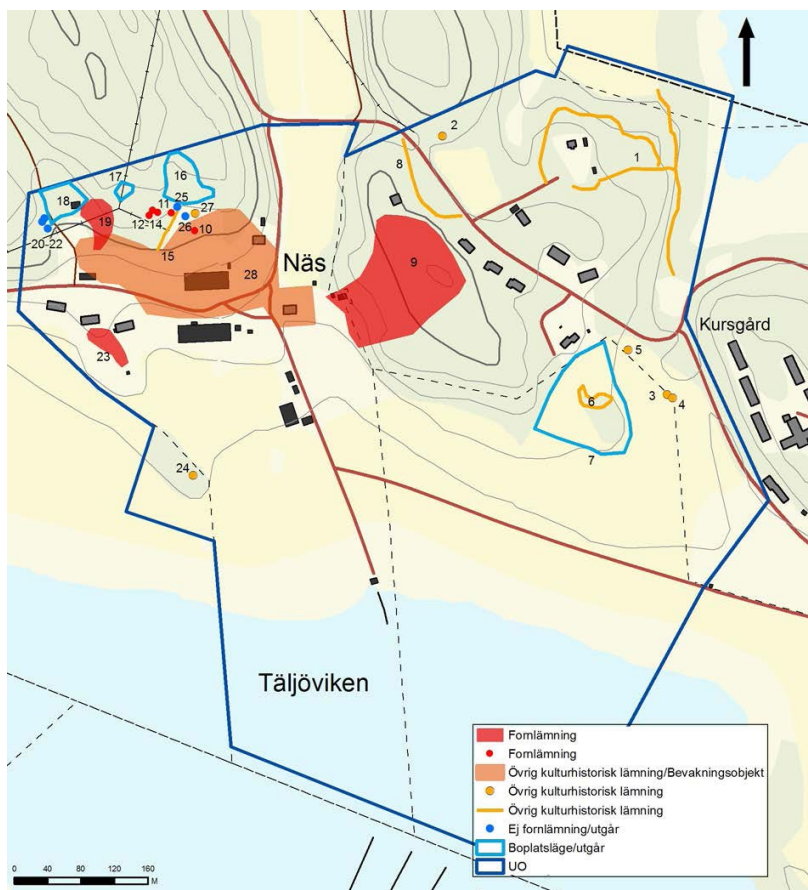 2
1
8
17
16
18
25
11
27
19
12-14
26
10
20-22
15
28
Näs
9
Kursgård
23
5
3
4
6
7
24
Täljöviken
Fornlämning
Fornlämning
Övrig kulturhistorisk lämning/Bevakningsobjekt
Övrig kulturhistorisk lämning
Övrig kulturhistorisk lämning
Ej fornlämning/utgår
Boplatsläge/utgår
UO
0 40 80 120 160
M